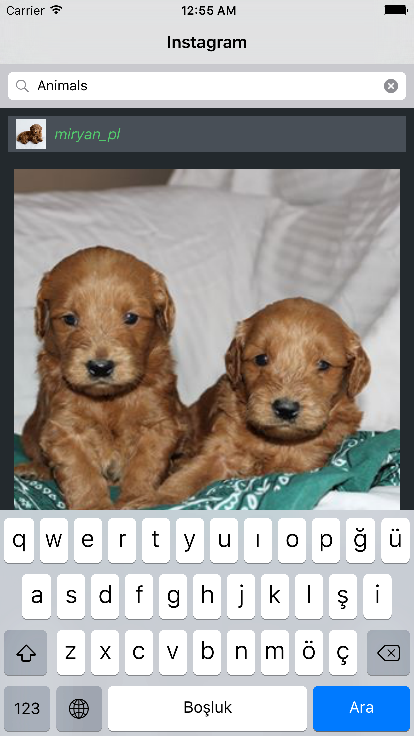 Carrier 12:55 AM
Instagram
Animals
miryan_pl
q w e r t y u ı o p ğ ü
a s d f g h j k l ş i
z x c v b n m ö ç
123 Boşluk Ara